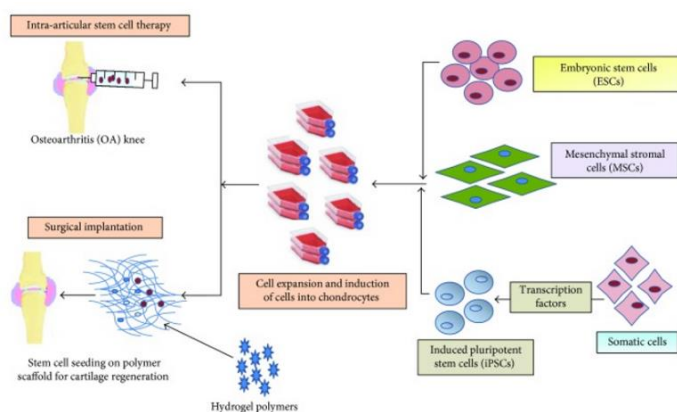 Intra-articular stem cell therapy
Osteoarthritis (OA) knee
Surgical implantation
Stem cell seeding on polymer
scaffold for cartilage regeneration
Hydrogel polymers
Cell expansion and induction
of cells into chondrocytes
Embryonic stem cells
(ESCs)
Mesenchymal stromal
cells (MSCs)
Transcription
factors
Induced pluripotent
stem cells (iPSCs)
Somatic cells